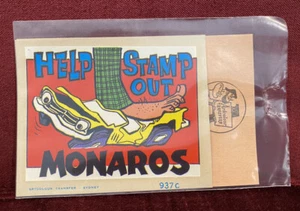 HELP STAMP
OUT
MONAROS
937C